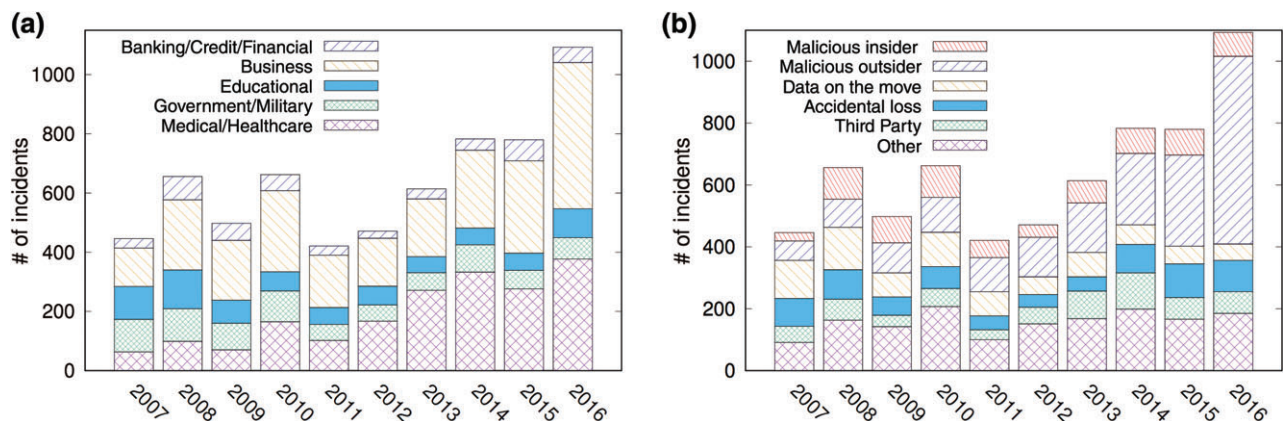 (a)
# of incidents
1000
800
600
400
200
0
Banking/Credit/Financial
Business
Educational
Government/Military
Medical/Healthcare
2007
2008
2009
2010
2011
2012
2013
2014
2015
2016
(b)
# of incidents
1000
800
600
400
200
0
Malicious insider
Malicious outsider
Data on the move
Accidental loss
Third Party
Other
2007
2008
2009
2010
2011
2012
2013
2014
2015
2016